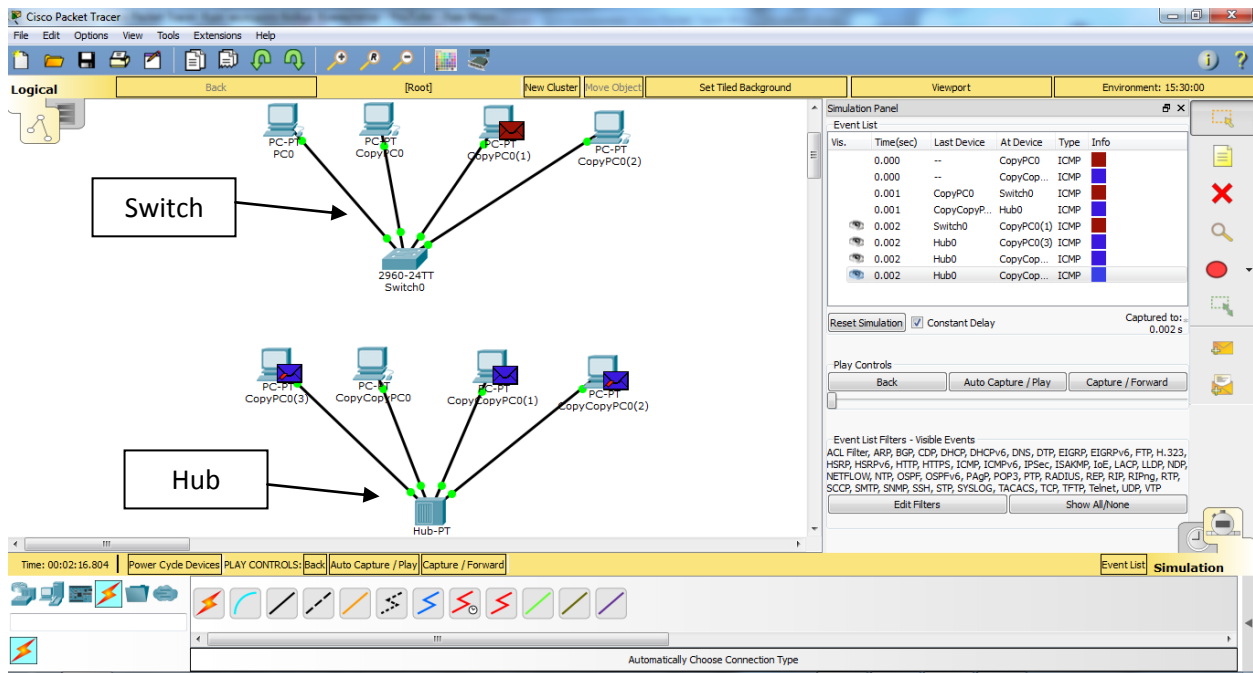 Cisco Packet Tracer
File Edit Options View Tools Extensions Help
Logical Back [Root] New Cluster Move Object Set Tiled Background Viewport Environment: 15:30:00
PC-PT
PC0
PC-PT
CopyPC0
PC-PT
CopyPC0(1)
PC-PT
CopyPC0(2)
Switch
2960-24TT
Switch0
PC-PT
CopyPC0(3)
PC-PT
CopyCopyPC0
PC-PT
CopyCopyPC0(1)
PC-PT
CopyCopyPC0(2)
Hub
Hub-PT
Simulation Panel
Event List
Vis. Time(sec) Last Device At Device Type Info
0.000 -- CopyPC0 ICMP
0.000 -- CopyCop... ICMP
0.001 CopyPC0 Switch0 ICMP
0.001 CopyCopyP... Hub0 ICMP
0.002 Switch0 CopyPC0(1) ICMP
0.002 Hub0 CopyPC0(3) ICMP
0.002 Hub0 CopyCop... ICMP
0.002 Hub0 CopyCop... ICMP
Reset Simulation Constant Delay Captured to:
0.002 s
Play Controls
Back Auto Capture / Play Capture / Forward
Event List Filters - Visible Events
ACL Filter, ARP, BGP, CDP, DHCP, DHCPv6, DNS, DTP, EIGRP, EIGRPv6, FTP, H.323,
HSRP, HSRPv6, HTTP, HTTPS, ICMP, ICMPv6, IPSec, ISAKMP, IoE, LACP, LLDP, NDP,
NETFLOW, NTP, OSPF, OSPFv6, PAgP, POP3, PTP, RADIUS, REP, RIP, RIPng, RTP,
SCCP, SMTP, SNMP, SSH, STP, SYSLOG, TACACS, TCP, TFTP, Telnet, UDP, VTP
Edit Filters Show All/None
Time: 00:02:16.804 Power Cycle Devices PLAY CONTROLS: Back Auto Capture / Play Capture / Forward Event List Simulation
Automatically Choose Connection Type